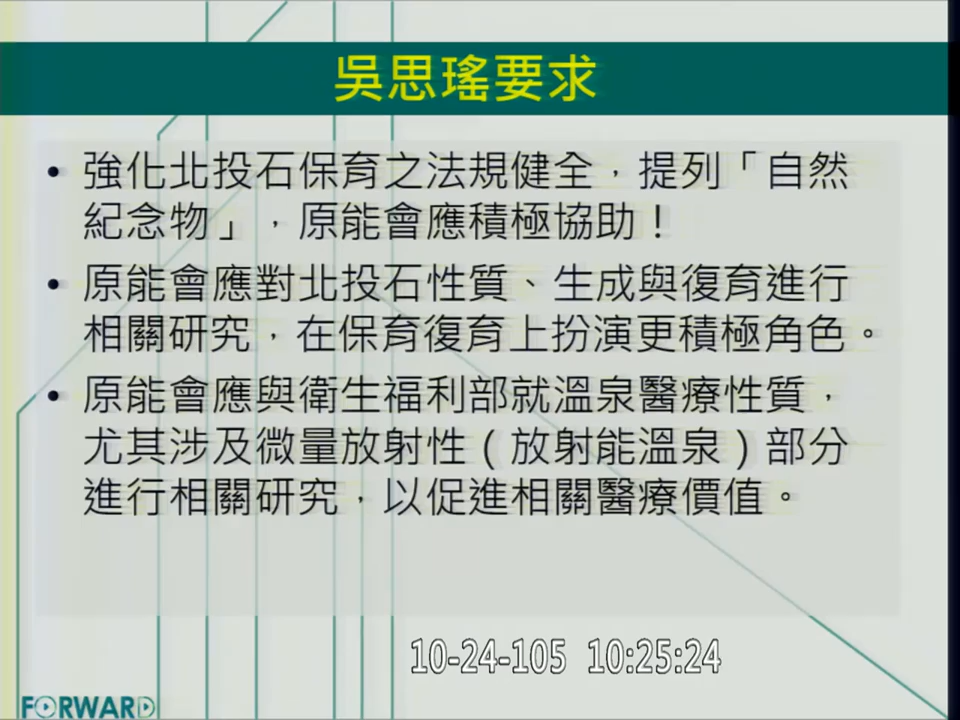 吳思瑤要求
• 強化北投石保育之法規健全，提列「自然
紀念物」，原能會應積極協助！
• 原能會應對北投石性質、生成與復育進行
相關研究，在保育復育上扮演更積極角色。
• 原能會應與衛生福利部就溫泉醫療性質，
尤其涉及微量放射性（放射能溫泉）部分
進行相關研究，以促進相關醫療價值。
10-24-105 10:25:24
FORWARD